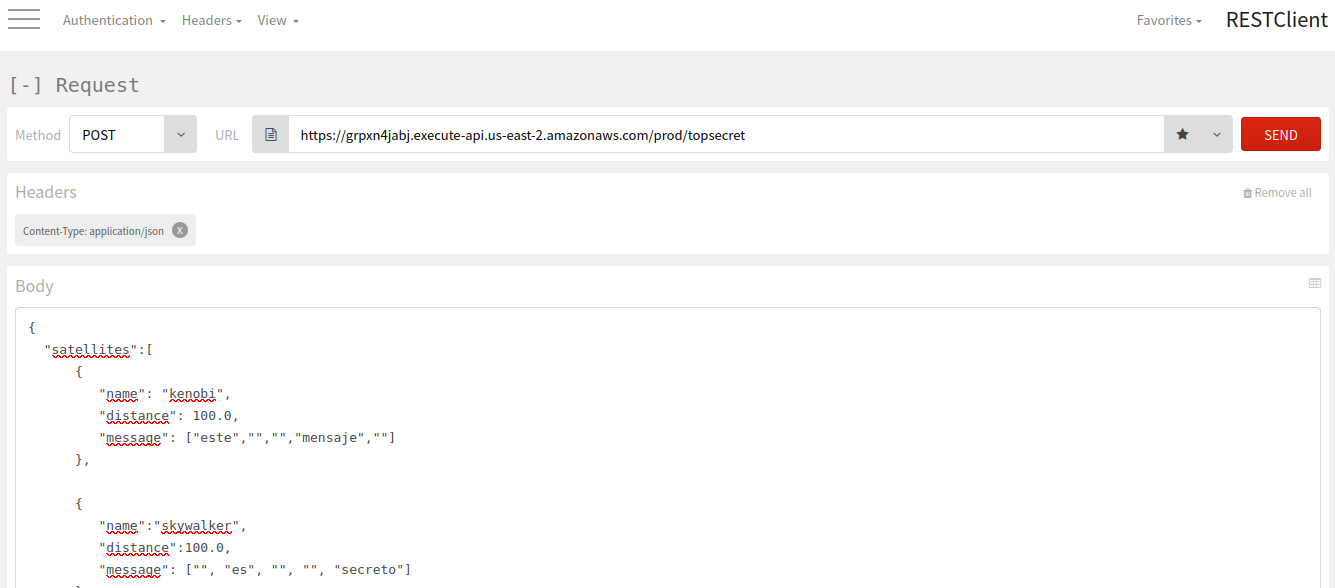 Authentication Headers View Favorites RESTClient
[-] Request
Method POST URL https://grpxn4jabj.execute-api.us-east-2.amazonaws.com/prod/topsecret SEND
Headers Remove all
Content-Type: application/json X
Body
{
"satellites":[
{
"name": "kenobi",
"distance": 100.0,
"message": ["este","","","mensaje",""]
},
{
"name":"skywalker",
"distance":100.0,
"message": ["", "es", "", "", "secreto"]